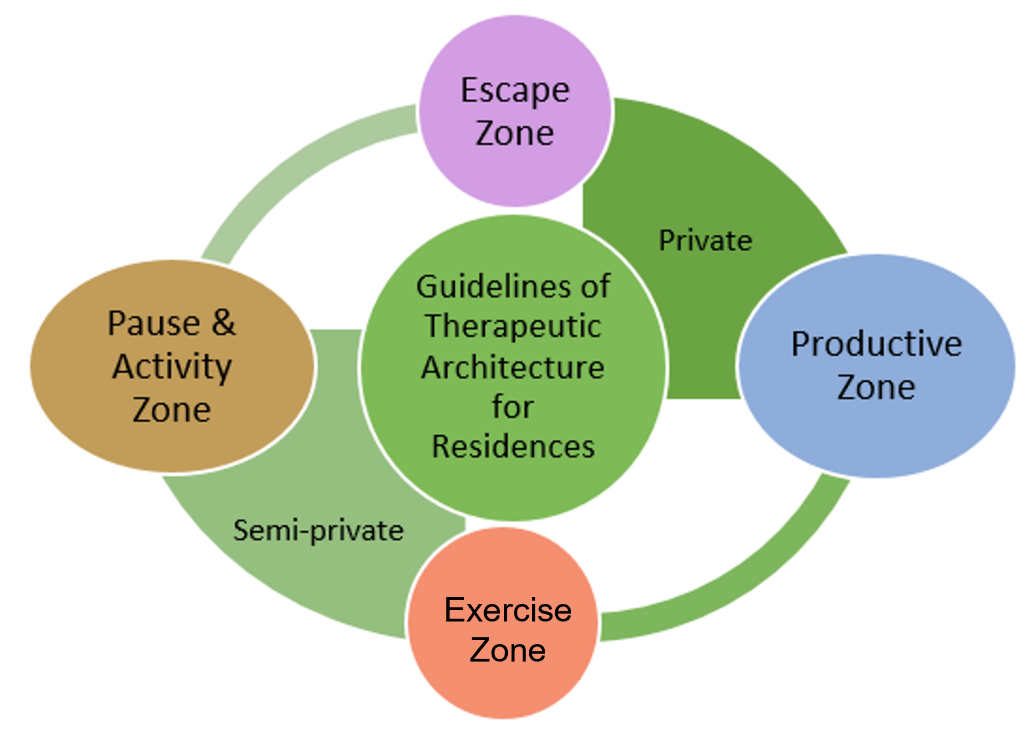 Escape
Zone
Private
Guidelines of
Therapeutic
Architecture
for
Residences
Pause &
Activity
Zone
Productive
Zone
Semi-private
Exercise
Zone